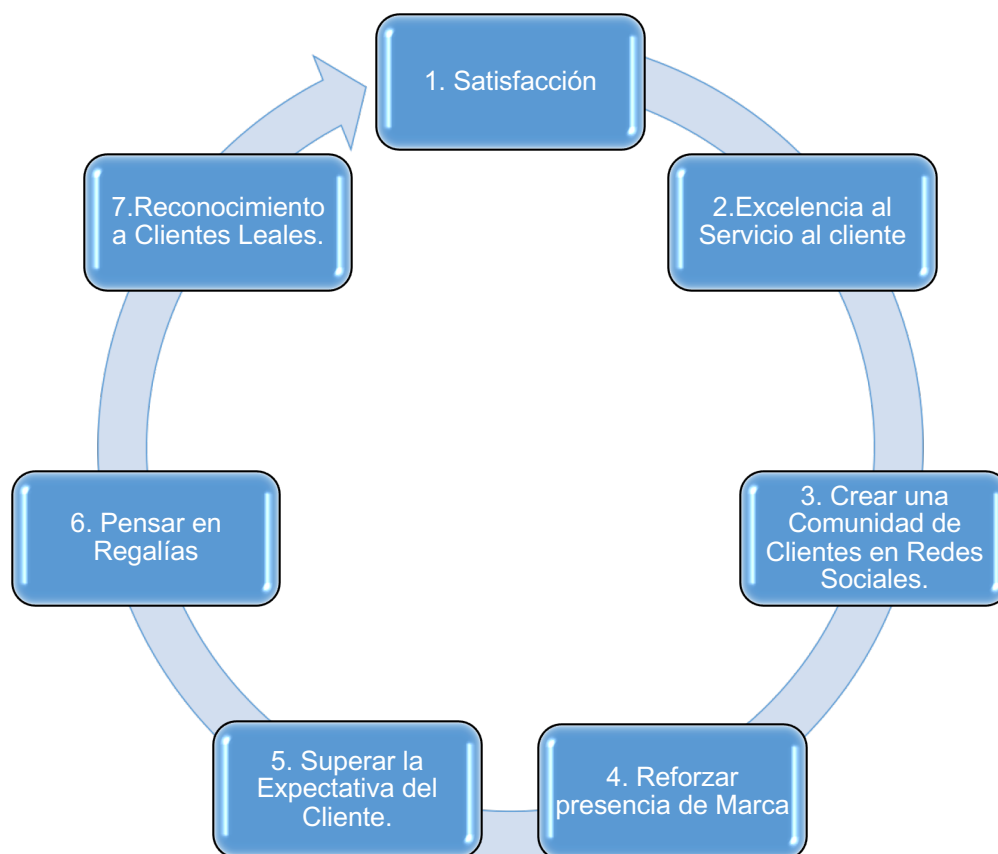 1. Satisfacción
2.Excelencia al
Servicio al cliente
3. Crear una
Comunidad de
Clientes en Redes
Sociales.
4. Reforzar
presencia de Marca
5. Superar la
Expectativa del
Cliente.
6. Pensar en
Regalías
7.Reconocimiento
a Clientes Leales.